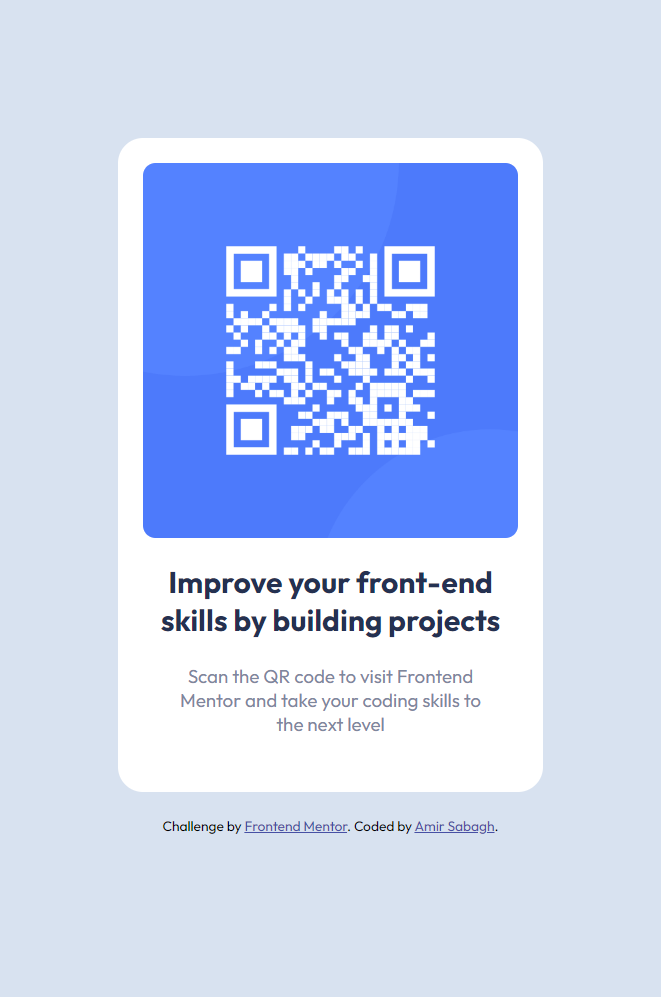 Improve your front-end
skills by building projects
Scan the QR code to visit Frontend
Mentor and take your coding skills to
the next level
Challenge by Frontend Mentor. Coded by Amir Sabagh.